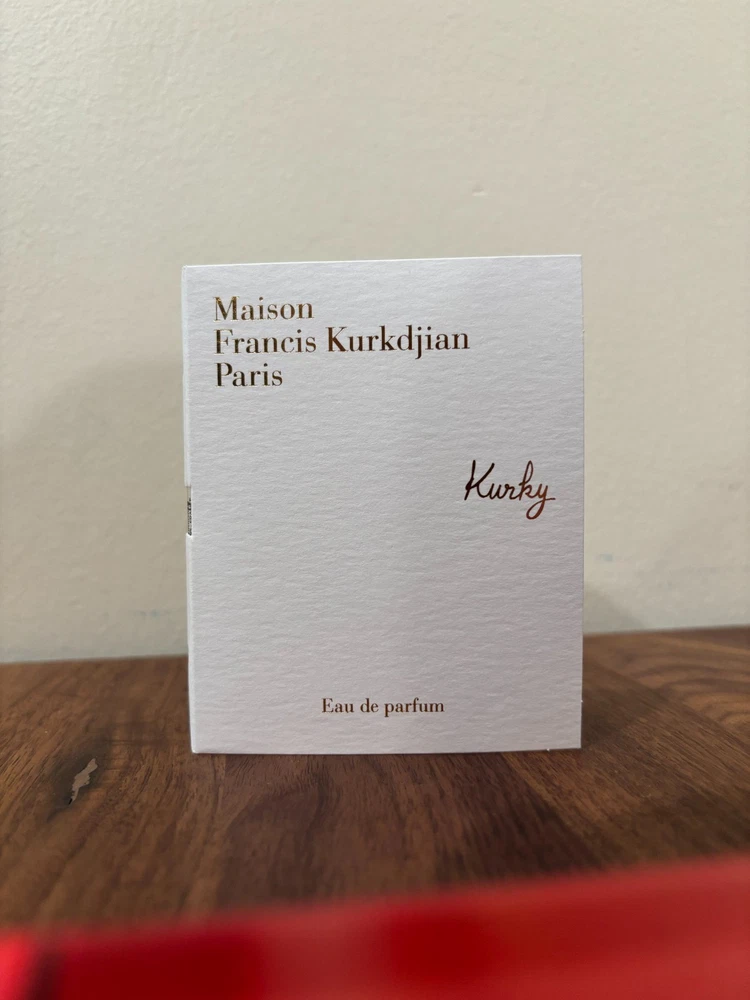 Maison
Francis Kurkdjian
Paris
Kurky
Eau de parfum